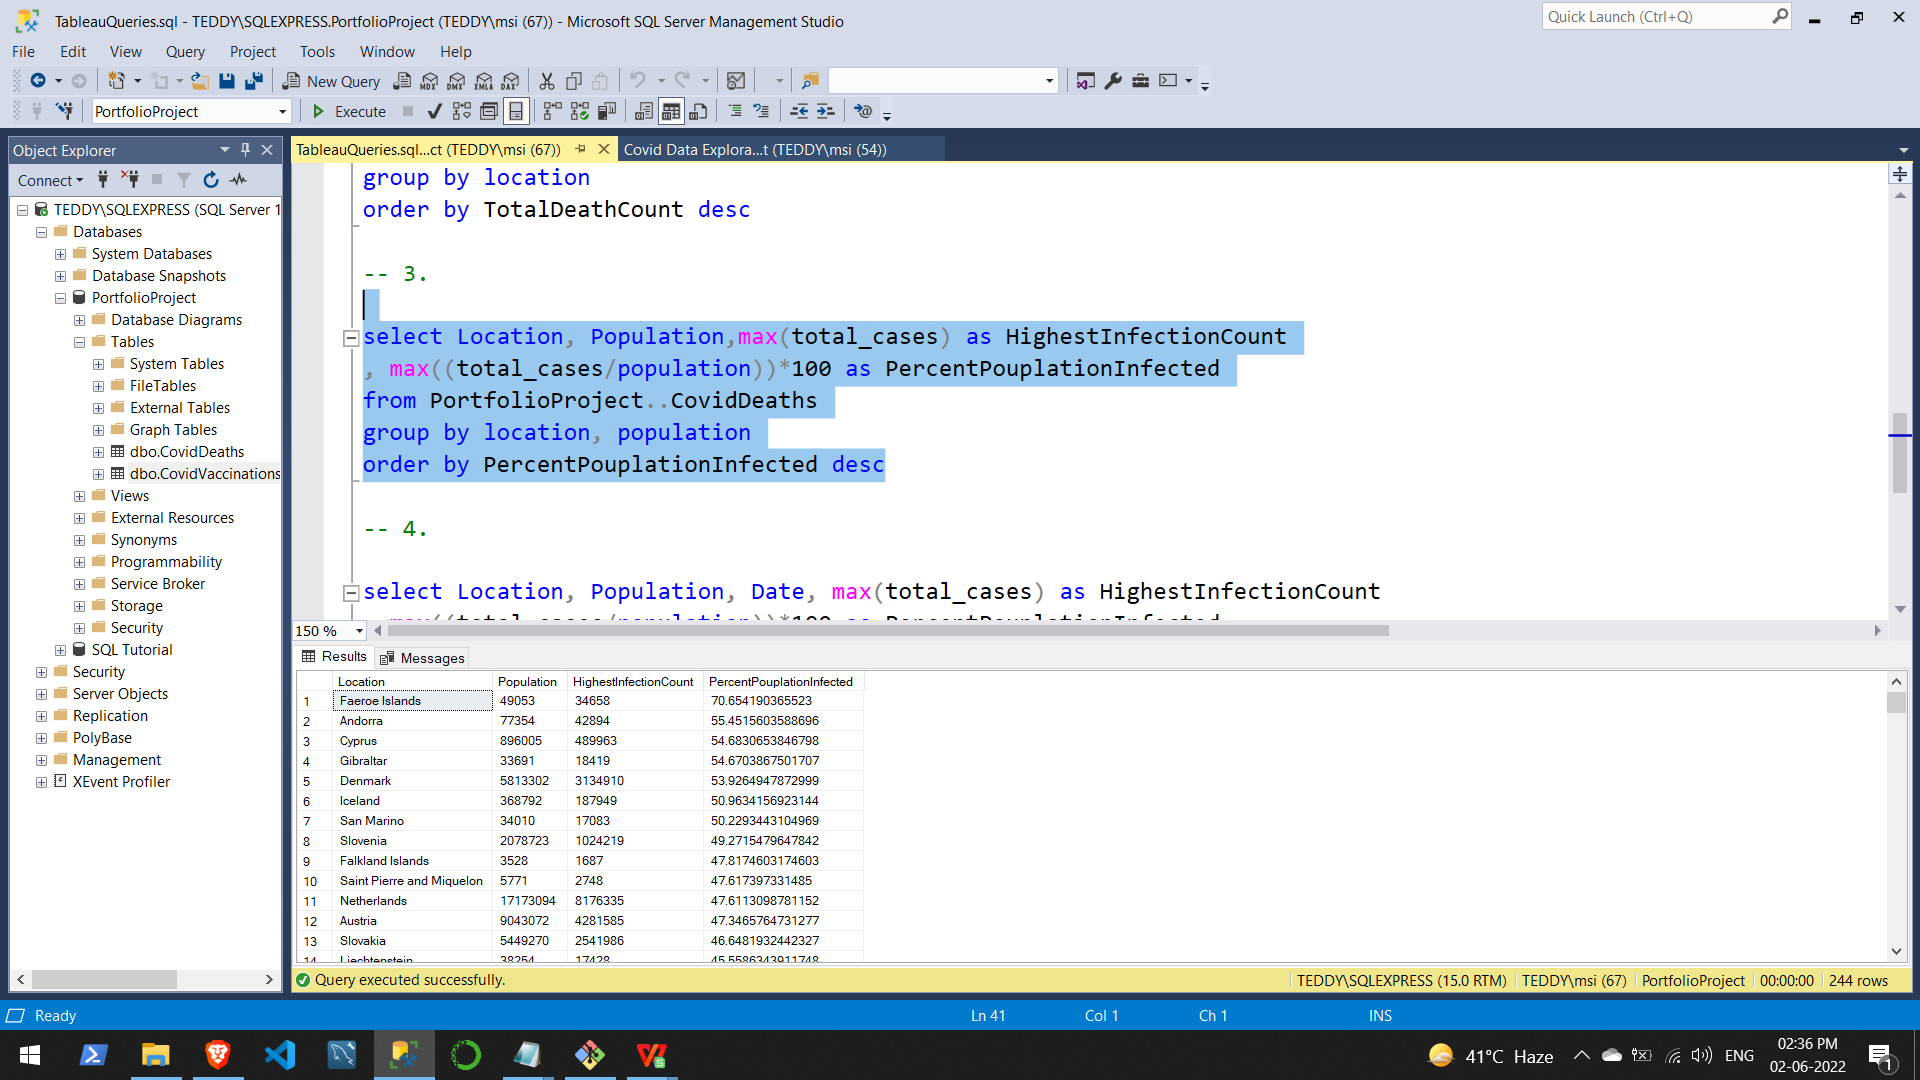 TableauQueries.sql - TEDDY\SQLEXPRESS.PortfolioProject (TEDDY\msi (67)) - Microsoft SQL Server Management Studio
Quick Launch (Ctrl+Q)
File Edit View Query Project Tools Window Help
New Query
MDX DMX XMLA DAX
PortfolioProject
Execute
Object Explorer
TableauQueries.sql...ct (TEDDY\msi (67))
Covid Data Explora...t (TEDDY\msi (54))
Connect
TEDDY\SQLEXPRESS (SQL Server 1
Databases
System Databases
Database Snapshots
PortfolioProject
Database Diagrams
Tables
System Tables
FileTables
External Tables
Graph Tables
dbo.CovidDeaths
dbo.CovidVaccinations
Views
External Resources
Synonyms
Programmability
Service Broker
Storage
Security
SQL Tutorial
Security
Server Objects
Replication
PolyBase
Management
XEvent Profiler
group by location
order by TotalDeathCount desc
-- 3.
select Location, Population,max(total_cases) as HighestInfectionCount
, max((total_cases/population))*100 as PercentPouplationInfected
from PortfolioProject..CovidDeaths
group by location, population
order by PercentPouplationInfected desc
-- 4.
select Location, Population, Date, max(total_cases) as HighestInfectionCount
, max((total_cases/population))*100 as PercentPouplationInfected
150 %
Results Messages
Location Population HighestInfectionCount PercentPouplationInfected
1 Faeroe Islands 49053 34658 70.654190365523
2 Andorra 77354 42894 55.4515603588696
3 Cyprus 896005 489963 54.6830653846798
4 Gibraltar 33691 18419 54.6703867501707
5 Denmark 5813302 3134910 53.9264947872999
6 Iceland 368792 187949 50.9634156923144
7 San Marino 34010 17083 50.2293443104969
8 Slovenia 2078723 1024219 49.2715479647842
9 Falkland Islands 3528 1687 47.8174603174603
10 Saint Pierre and Miquelon 5771 2748 47.617397331485
11 Netherlands 17173094 8176335 47.6113098781152
12 Austria 9043072 4281585 47.3465764731277
13 Slovakia 5449270 2541986 46.6481932442327
14 Liechtenstein 38254 17428 45.5586343911748
Query executed successfully.
TEDDY\SQLEXPRESS (15.0 RTM) TEDDY\msi (67) PortfolioProject 00:00:00 244 rows
Ready
Ln 41 Col 1 Ch 1 INS
41°C Haze
ENG
02:36 PM
02-06-2022
1